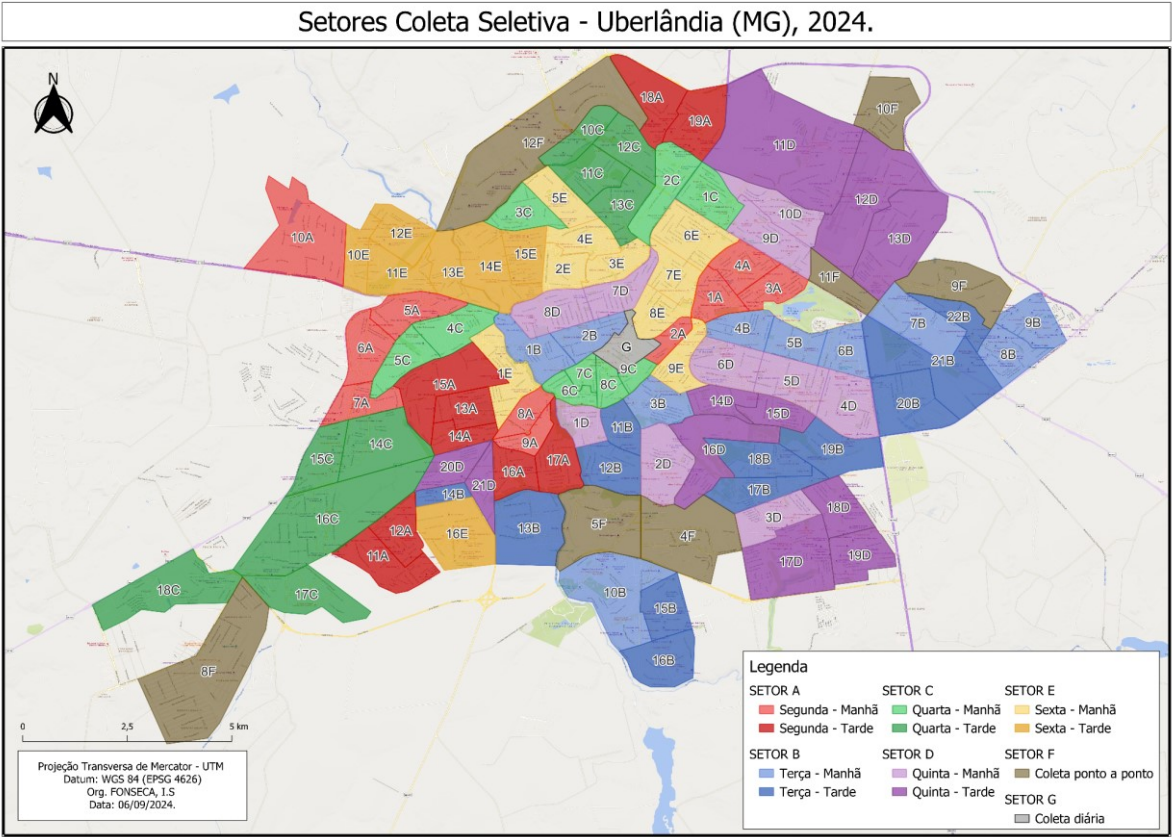 Setores Coleta Seletiva - Uberlândia (MG), 2024.
N
18A
19A
10F
10C
12C
12F
11D
11C
2C
1C
13C
5E
3C
10D
12D
9D
13D
10A
12E
10E
11E
13E
14E
15E
4E
2E
3E
6E
7E
4A
3A
1A
11F
9F
7D
8D
8E
5A
4C
6A
5C
1B
2B
G
2A
4B
5B
6B
7B
22B
9B
8B
21B
20B
15A
1E
7C
9C
6C
8C
9E
6D
5D
4D
7A
13A
8A
1D
11B
3B
14D
15D
14C
15C
14A
9A
20D
21D
16A
17A
12B
2D
16D
18B
19B
17B
14B
16C
12A
11A
16E
13B
5F
4F
3D
18D
17D
19D
18C
17C
10B
15B
16B
8F
0 2,5 5 km
Projeção Transversa de Mercator - UTM
Datum: WGS 84 (EPSG 4626)
Org. FONSECA, I.S
Data: 06/09/2024.
Legenda
SETOR A
Segunda - Manhã
Segunda - Tarde
SETOR B
Terça - Manhã
Terça - Tarde
SETOR C
Quarta - Manhã
Quarta - Tarde
SETOR D
Quinta - Manhã
Quinta - Tarde
SETOR E
Sexta - Manhã
Sexta - Tarde
SETOR F
Coleta ponto a ponto
SETOR G
Coleta diária